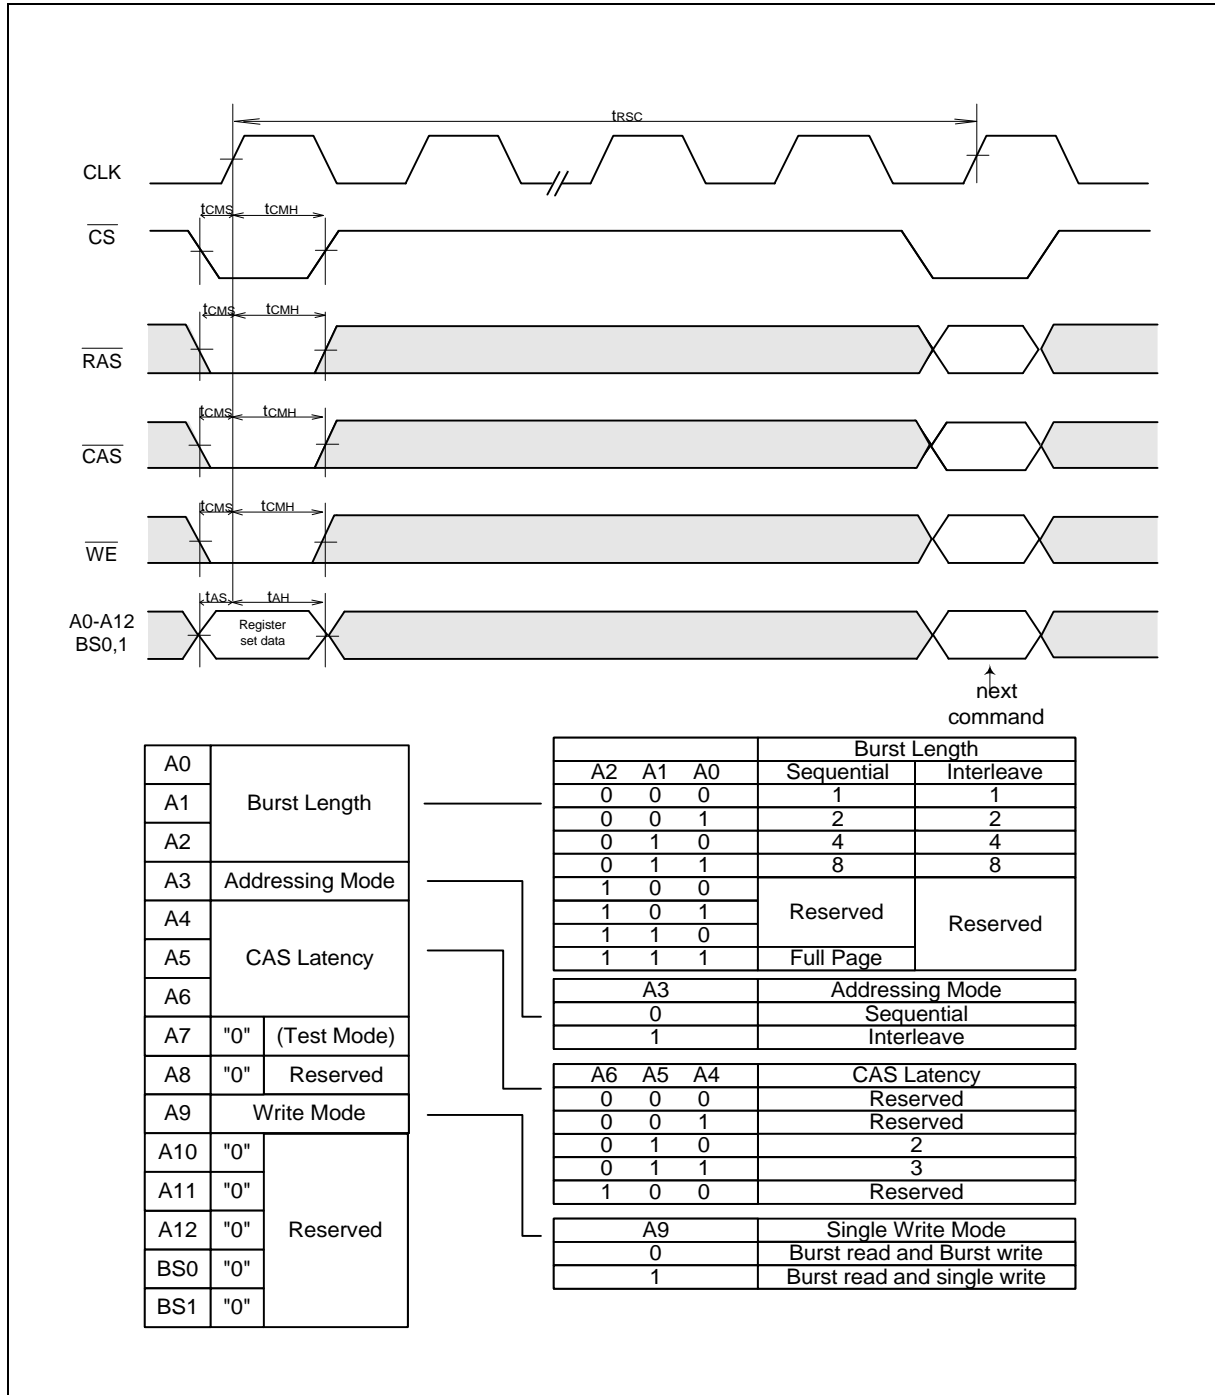 tRSC
CLK
tCMS tCMH
CS
tCMS tCMH
RAS
tCMS tCMH
CAS
tCMS tCMH
WE
tAS tAH
A0-A12
BS0,1
Register
set data
next
command
A0
A1 Burst Length
A2
A3 Addressing Mode
A4
A5 CAS Latency
A6
A7 "0" (Test Mode)
A8 "0" Reserved
A9 Write Mode
A10 "0"
A11 "0"
A12 "0" Reserved
BS0 "0"
BS1 "0"
Burst Length
A2 A1 A0 Sequential Interleave
0 0 0 1 1
0 0 1 2 2
0 1 0 4 4
0 1 1 8 8
1 0 0
1 0 1 Reserved Reserved
1 1 0
1 1 1 Full Page
A3 Addressing Mode
0 Sequential
1 Interleave
A6 A5 A4 CAS Latency
0 0 0 Reserved
0 0 1 Reserved
0 1 0 2
0 1 1 3
1 0 0 Reserved
A9 Single Write Mode
0 Burst read and Burst write
1 Burst read and single write